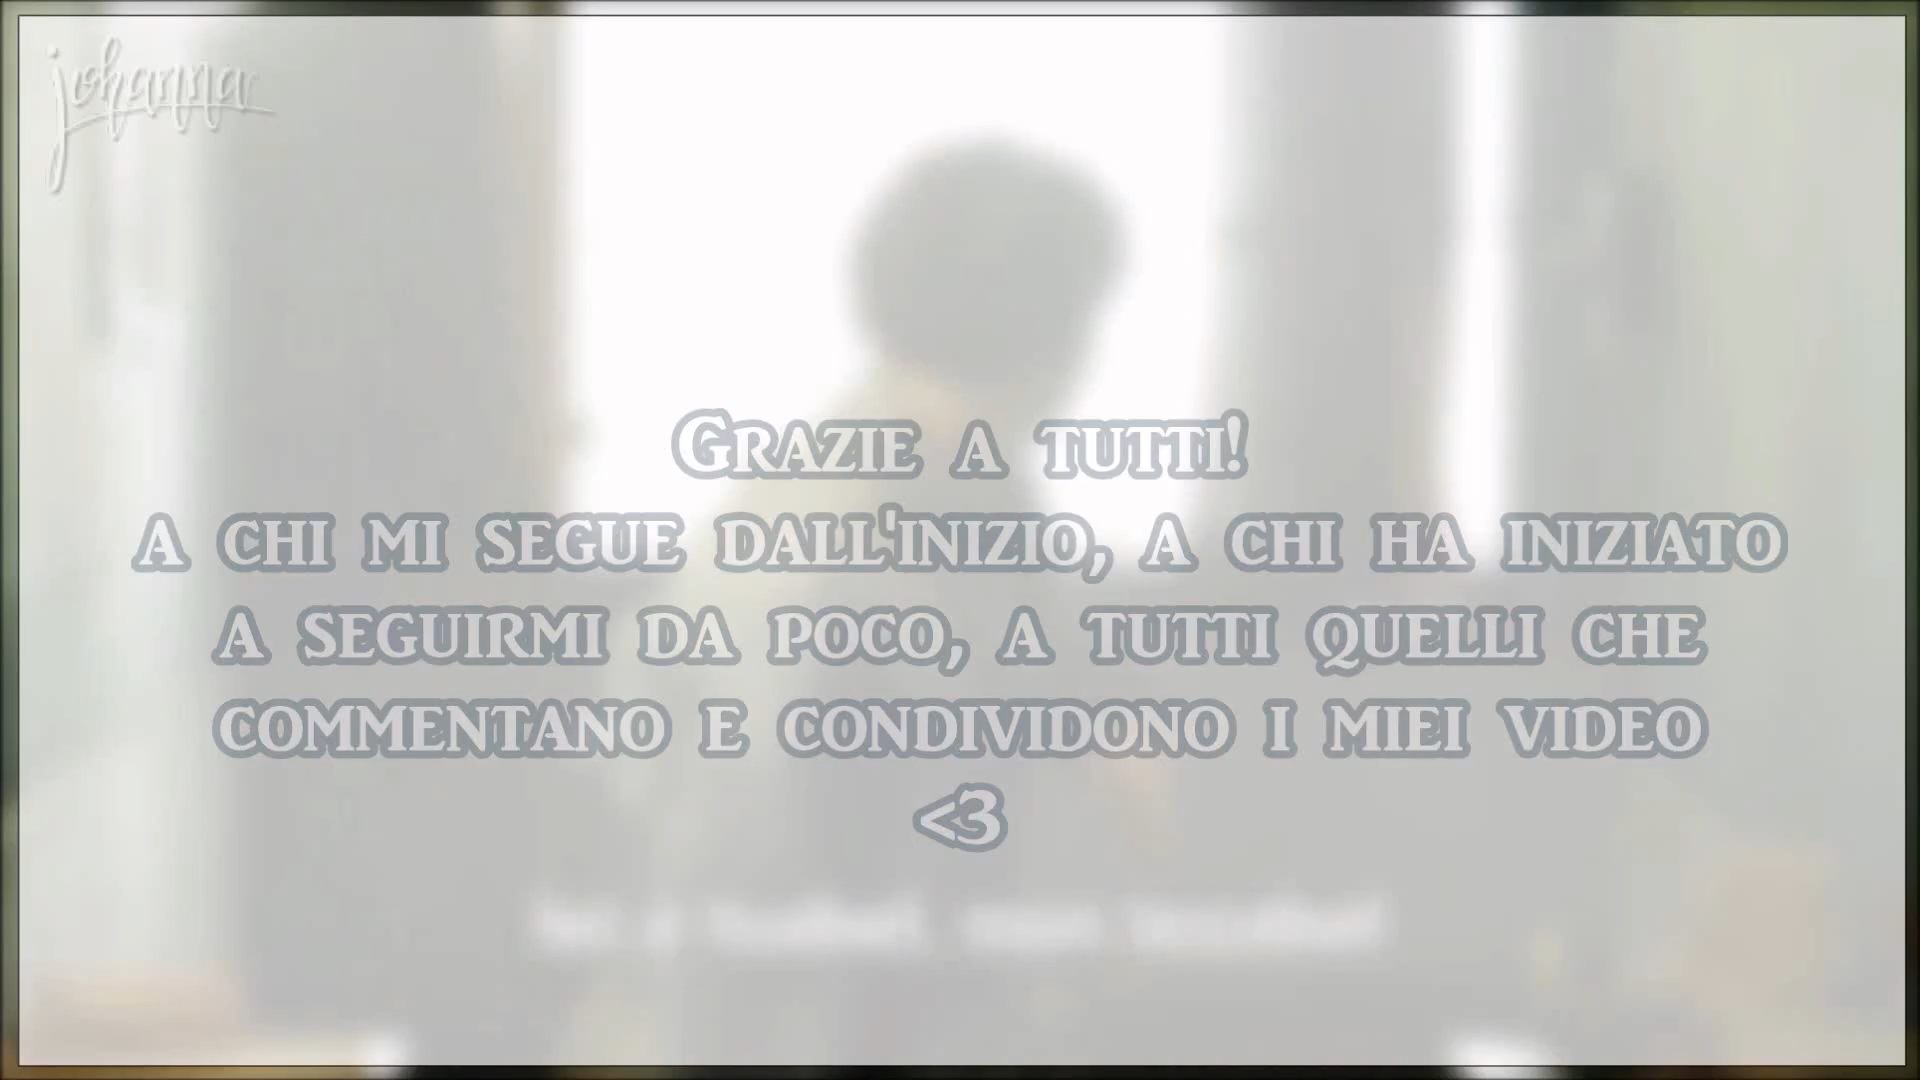 johanna
Grazie a tutti!
a chi mi segue dall'inizio, a chi ha iniziato
a seguirmi da poco, a tutti quelli che
commentano e condividono i miei video
<3